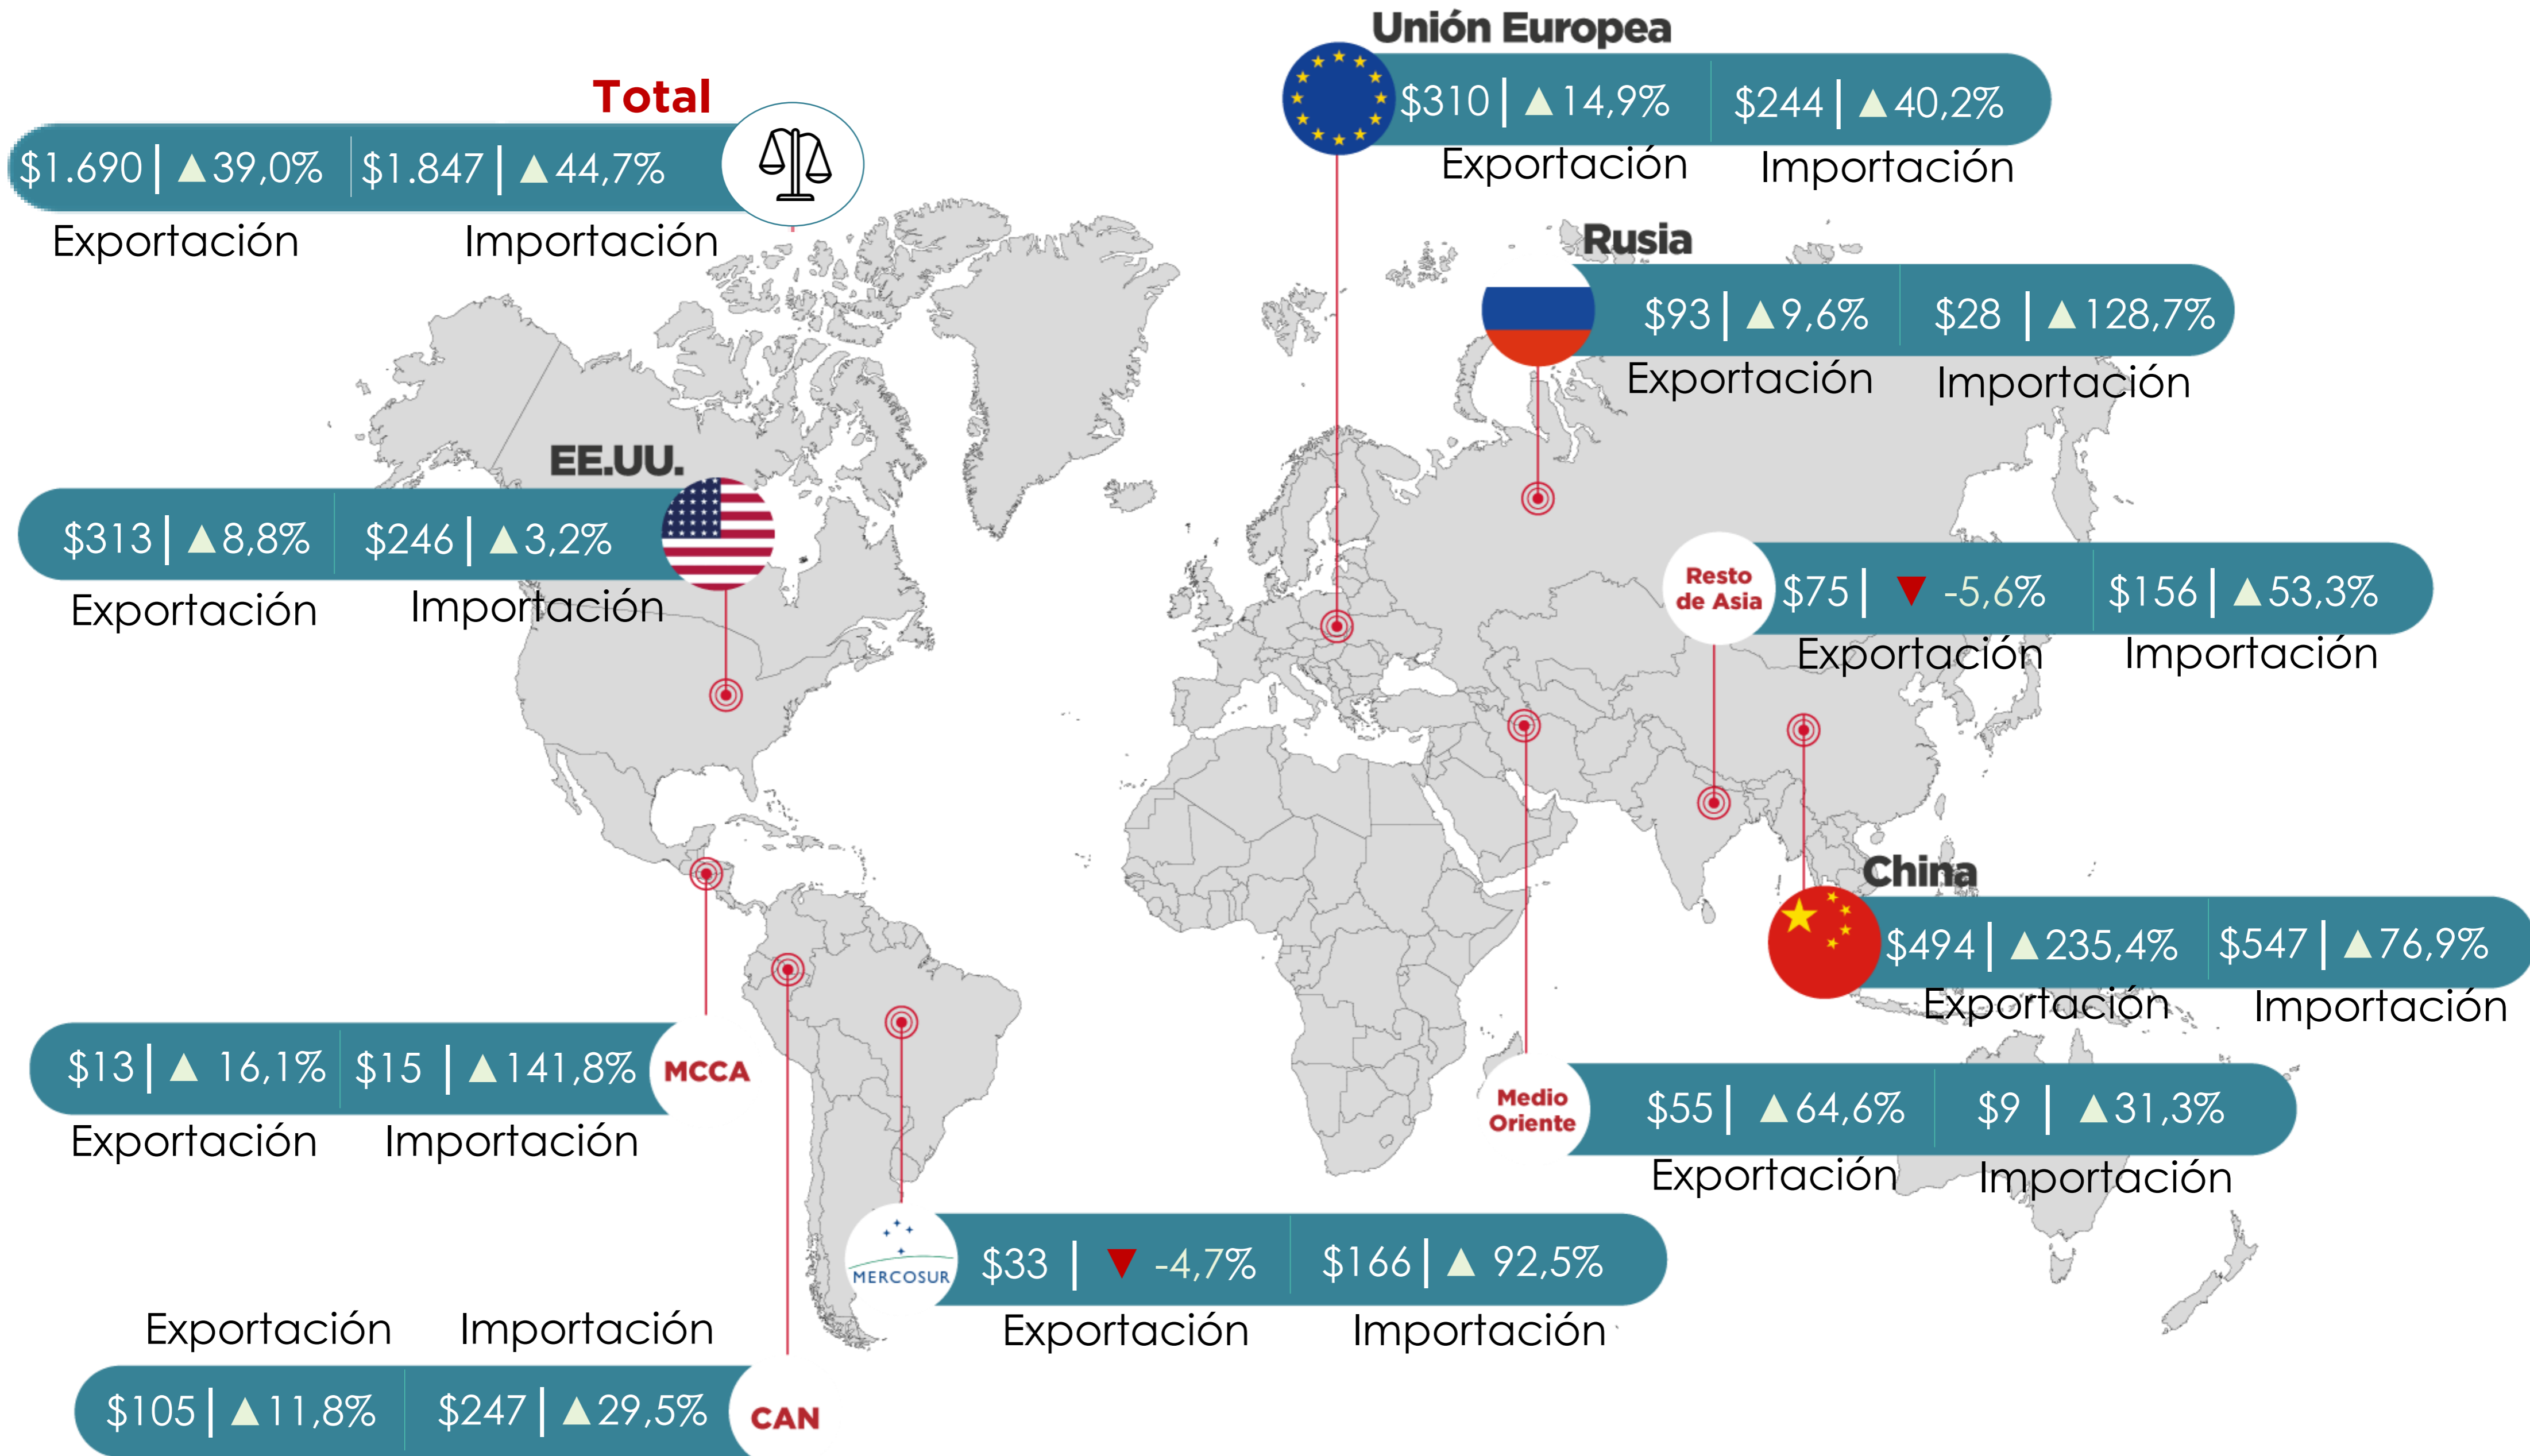 Unión Europea
$310 | ▲ 14,9% $244 | ▲ 40,2%
Exportación Importación
Total
$1.690 | ▲ 39,0% $1.847 | ▲ 44,7%
Exportación Importación
Rusia
$93 | ▲ 9,6% $28 | ▲ 128,7%
Exportación Importación
EE.UU.
$313 | ▲ 8,8% $246 | ▲ 3,2%
Exportación Importación
Resto
de Asia
$75 | ▼ -5,6% $156 | ▲ 53,3%
Exportación Importación
China
$494 | ▲ 235,4% $547 | ▲ 76,9%
Exportación Importación
$13 | ▲ 16,1% $15 | ▲ 141,8% MCCA
Exportación Importación
Medio
Oriente
$55 | ▲ 64,6% $9 | ▲ 31,3%
Exportación Importación
MERCOSUR
$33 | ▼ -4,7% $166 | ▲ 92,5%
Exportación Importación
Exportación Importación
$105 | ▲ 11,8% $247 | ▲ 29,5% CAN